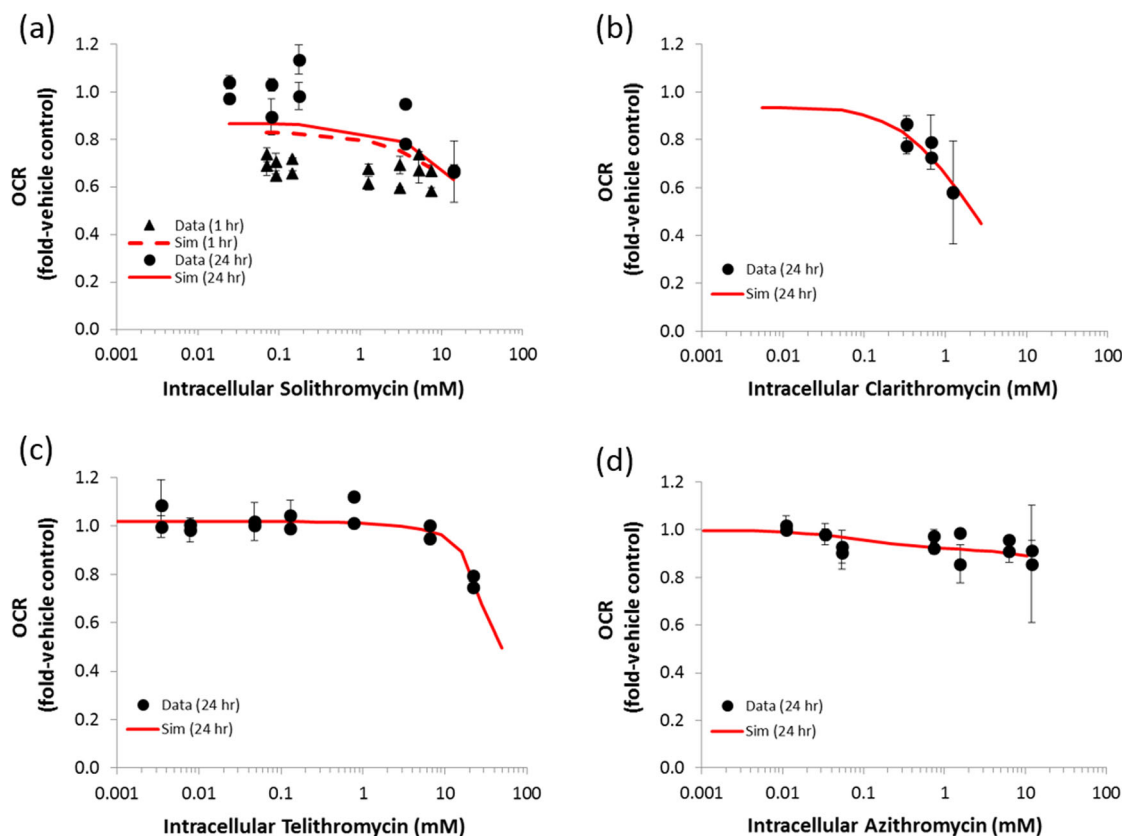 (a)
1.2
1.0
0.8
0.6
0.4
0.2
0.0
OCR
(fold-vehicle control)
Data (1 hr)
Sim (1 hr)
Data (24 hr)
Sim (24 hr)
0.001 0.01 0.1 1 10 100
Intracellular Solithromycin (mM)
(b)
1.2
1.0
0.8
0.6
0.4
0.2
0.0
OCR
(fold-vehicle control)
Data (24 hr)
Sim (24 hr)
0.001 0.01 0.1 1 10 100
Intracellular Clarithromycin (mM)
(c)
1.2
1.0
0.8
0.6
0.4
0.2
0.0
OCR
(fold-vehicle control)
Data (24 hr)
Sim (24 hr)
0.001 0.01 0.1 1 10 100
Intracellular Telithromycin (mM)
(d)
1.2
1.0
0.8
0.6
0.4
0.2
0.0
OCR
(fold-vehicle control)
Data (24 hr)
Sim (24 hr)
0.001 0.01 0.1 1 10 100
Intracellular Azithromycin (mM)